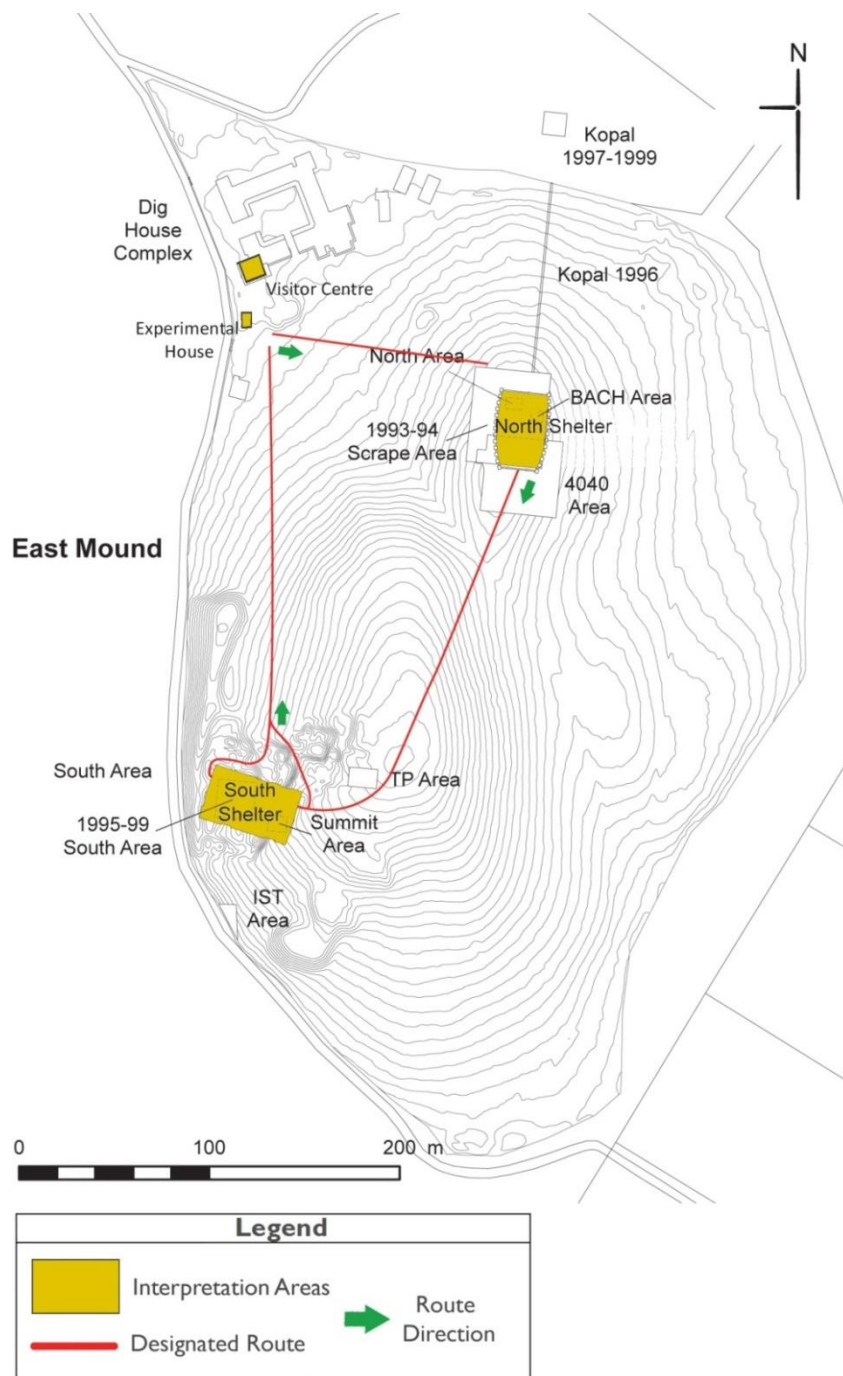 N
Kopal
1997-1999
Dig
House
Complex
Visitor Centre
Kopal 1996
Experimental
House
North Area
BACH Area
1993-94
Scrape Area
North Shelter
4040
Area
East Mound
South Area
TP Area
South
Shelter
1995-99
South Area
Summit
Area
IST
Area
0 100 200 m
Legend
Interpretation Areas
Route
Direction
Designated Route